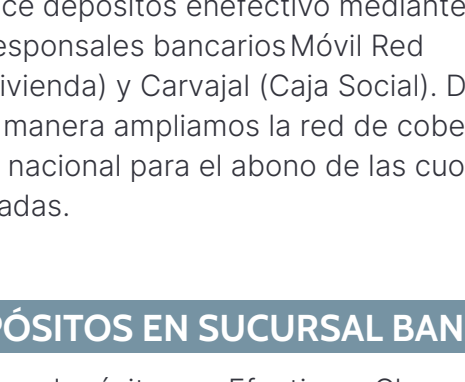 ce depósitos enefectivo mediante
esponsales bancarios Móvil Red
ivienda) y Carvajal (Caja Social). D
manera ampliamos la red de cobe
nacional para el abono de las cuo
adas.
PÓSITOS EN SUCURSAL BAN